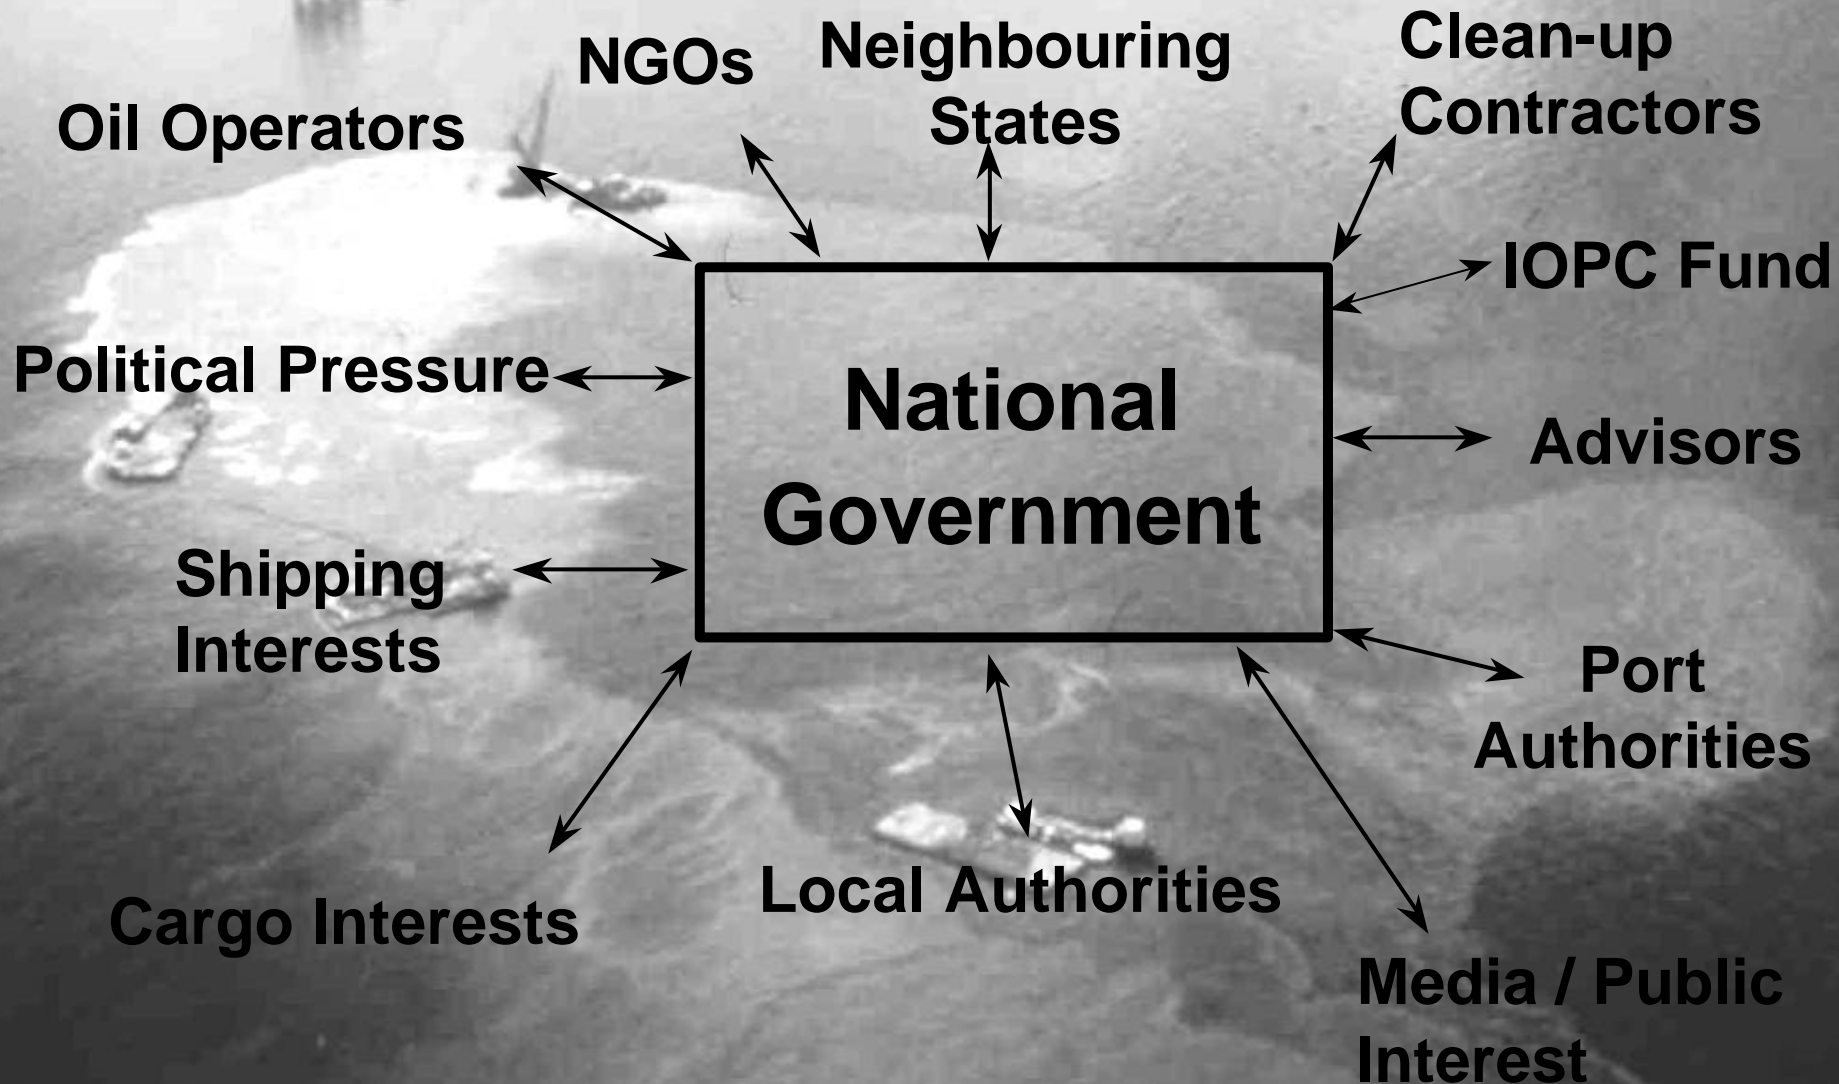 NGOs
Neighbouring
States
Clean-up
Contractors
Oil Operators
IOPC Fund
Political Pressure
National
Government
Advisors
Shipping
Interests
Port
Authorities
Cargo Interests
Local Authorities
Media / Public
Interest